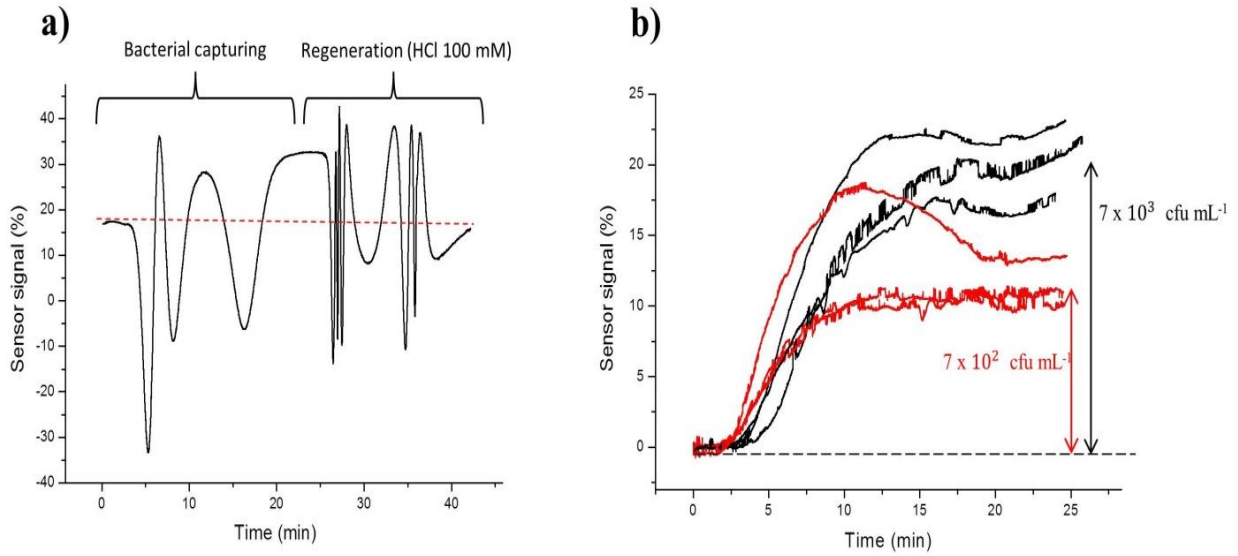 a)
Bacterial capturing
Regeneration (HCl 100 mM)
Sensor signal (%)
40
30
20
10
0
-10
-20
-30
-40
0
10
20
30
40
Time (min)
b)
Sensor signal (%)
25
20
15
10
5
0
0
5
10
15
20
25
Time (min)
7 x 10³ cfu mL⁻¹
7 x 10² cfu mL⁻¹